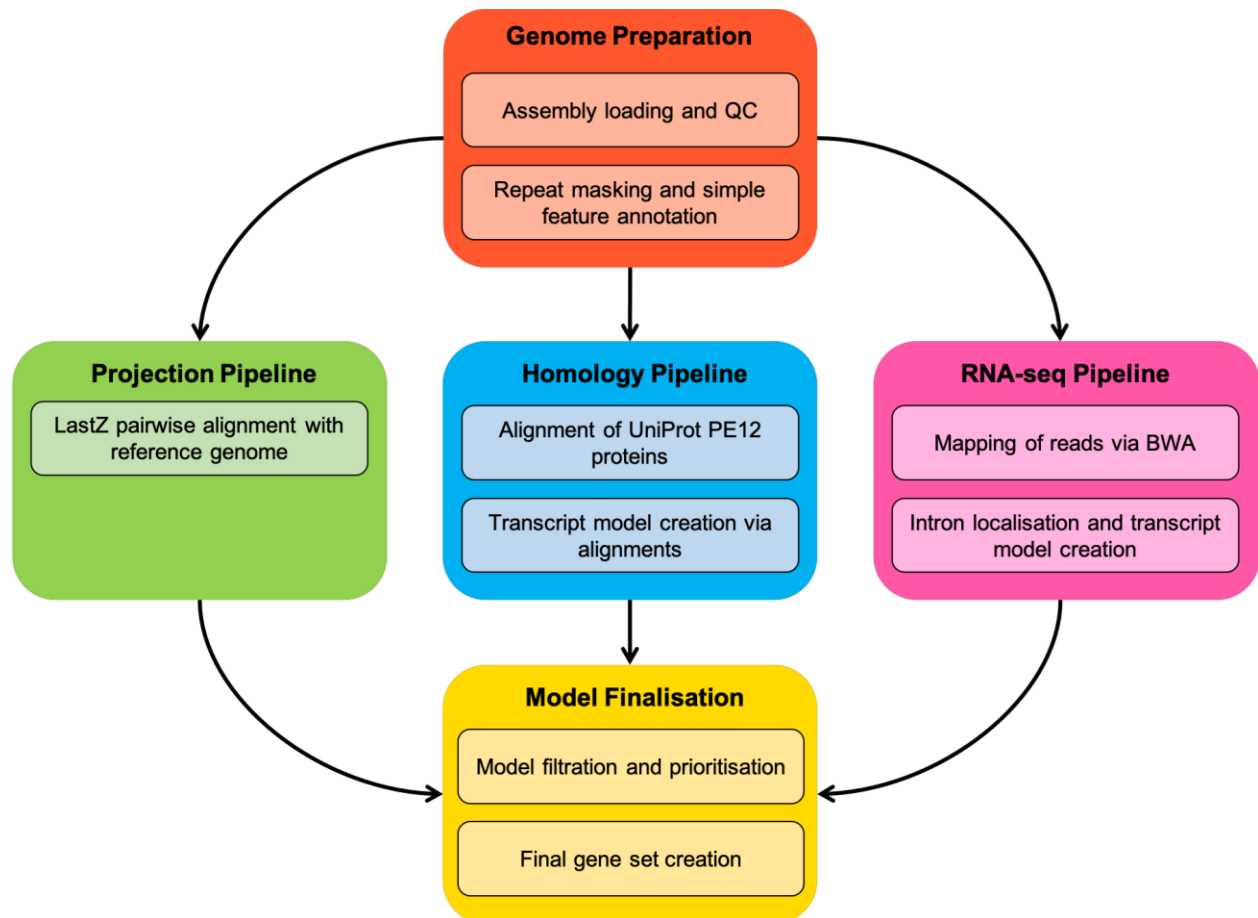 Genome Preparation
Assembly loading and QC
Repeat masking and simple
feature annotation
Projection Pipeline
LastZ pairwise alignment with
reference genome
Homology Pipeline
Alignment of UniProt PE12
proteins
Transcript model creation via
alignments
RNA-seq Pipeline
Mapping of reads via BWA
Intron localisation and transcript
model creation
Model Finalisation
Model filtration and prioritisation
Final gene set creation